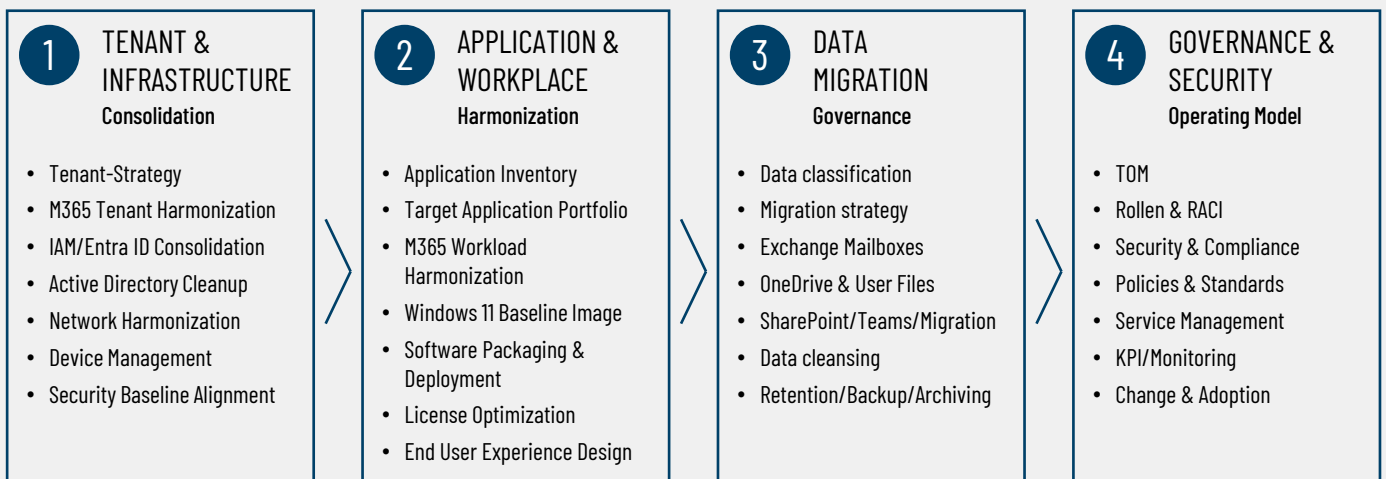 1
TENANT &
INFRASTRUCTURE
Consolidation
• Tenant-Strategy
• M365 Tenant Harmonization
• IAM/Entra ID Consolidation
• Active Directory Cleanup
• Network Harmonization
• Device Management
• Security Baseline Alignment
2
APPLICATION &
WORKPLACE
Harmonization
• Application Inventory
• Target Application Portfolio
• M365 Workload
Harmonization
• Windows 11 Baseline Image
• Software Packaging &
Deployment
• License Optimization
• End User Experience Design
3
DATA
MIGRATION
Governance
• Data classification
• Migration strategy
• Exchange Mailboxes
• OneDrive & User Files
• SharePoint/Teams/Migration
• Data cleansing
• Retention/Backup/Archiving
4
GOVERNANCE &
SECURITY
Operating Model
• TOM
• Rollen & RACI
• Security & Compliance
• Policies & Standards
• Service Management
• KPI/Monitoring
• Change & Adoption